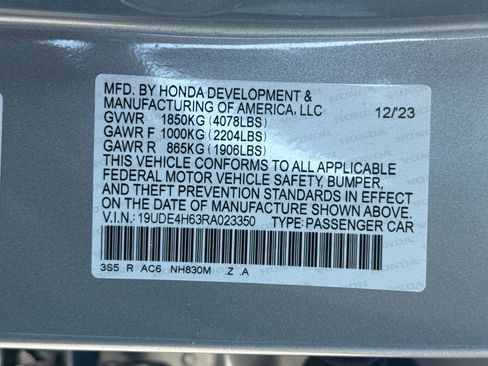 MFD. BY HONDA DEVELOPMENT &
MANUFACTURING OF AMERICA, LLC 12/'23
GVWR 1850KG (4078LBS)
GAWR F 1000KG (2204LBS)
GAWR R 865KG (1906LBS)
THIS VEHICLE CONFORMS TO ALL APPLICABLE
FEDERAL MOTOR VEHICLE SAFETY, BUMPER,
AND THEFT PREVENTION STANDARDS IN EFFECT
ON THE DATE OF MANUFACTURE SHOWN ABOVE.
V.I.N.: 19UDE4H63RA023350 TYPE: PASSENGER CAR
3S5 R AC6 NH830M .Z .A